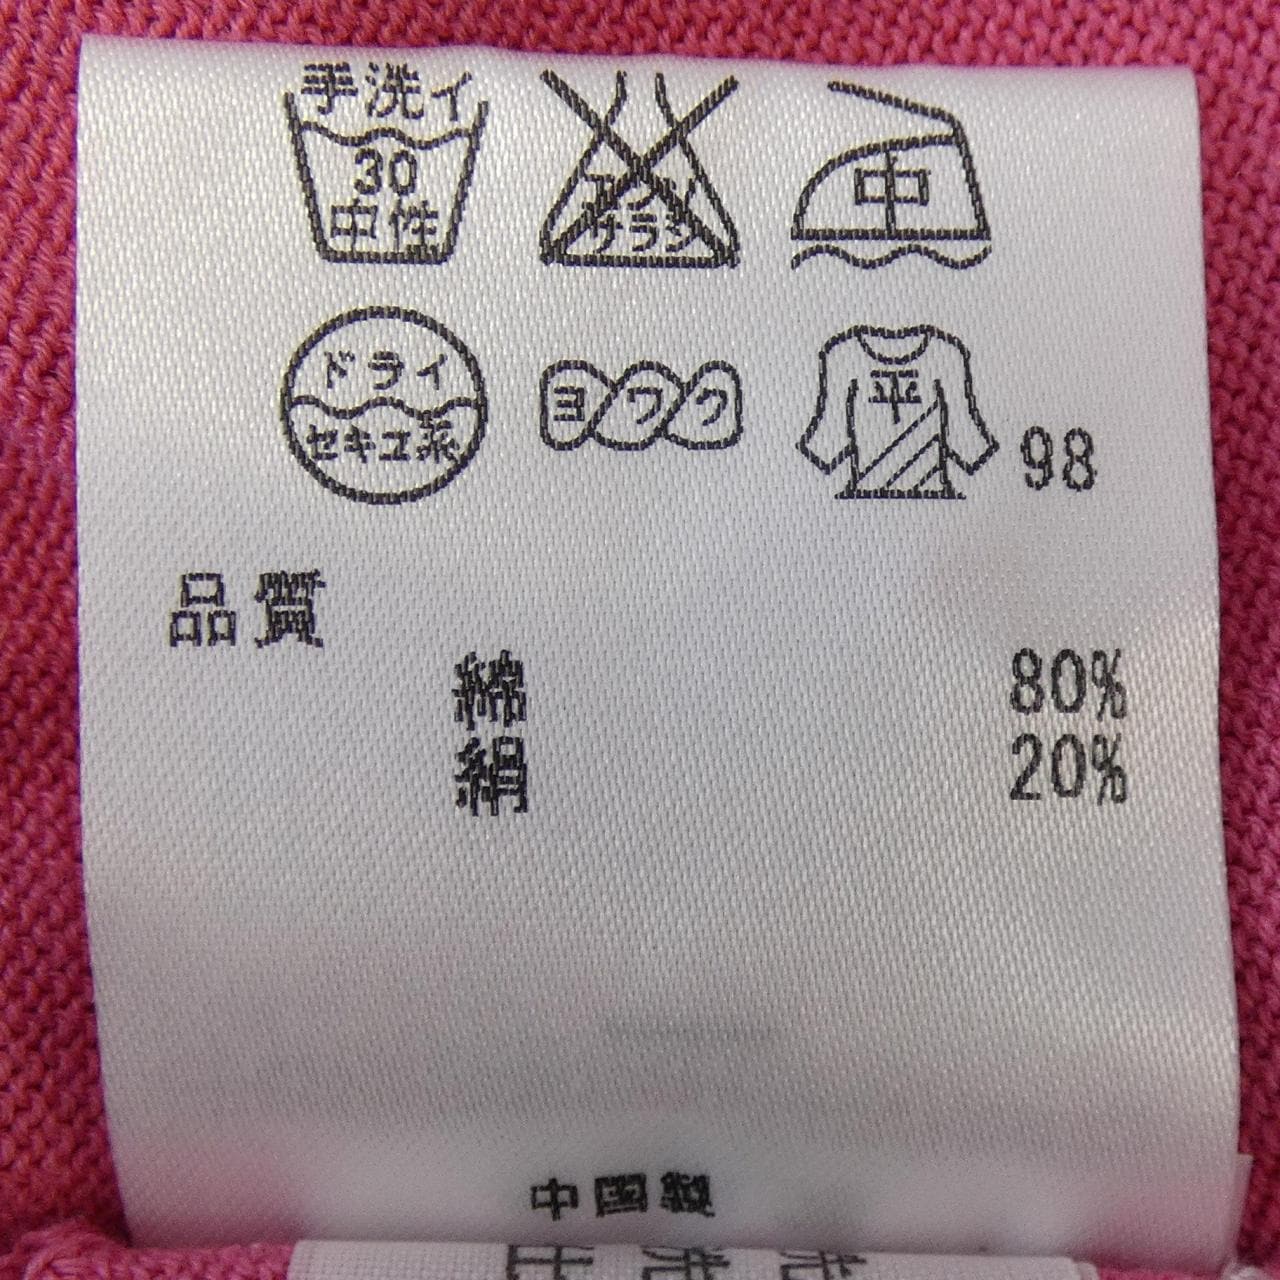 手洗イ
30
中性
エンソ
サラシ
中
ドライ
セキユ系
ヨワク
平
98
品質
綿 80%
絹 20%
中国製